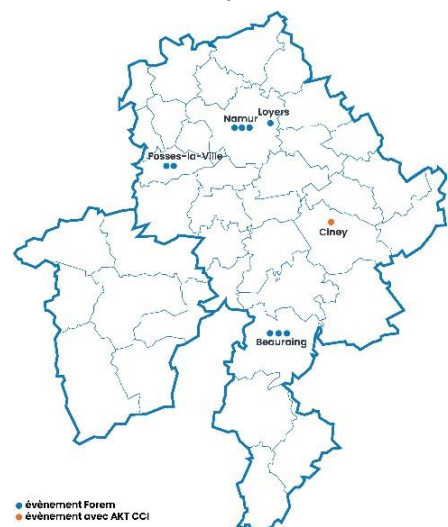 Loyers
Namur
Fosses-la-Ville
Ciney
Beauraing
évènement Forem
évènement avec AKT CCI